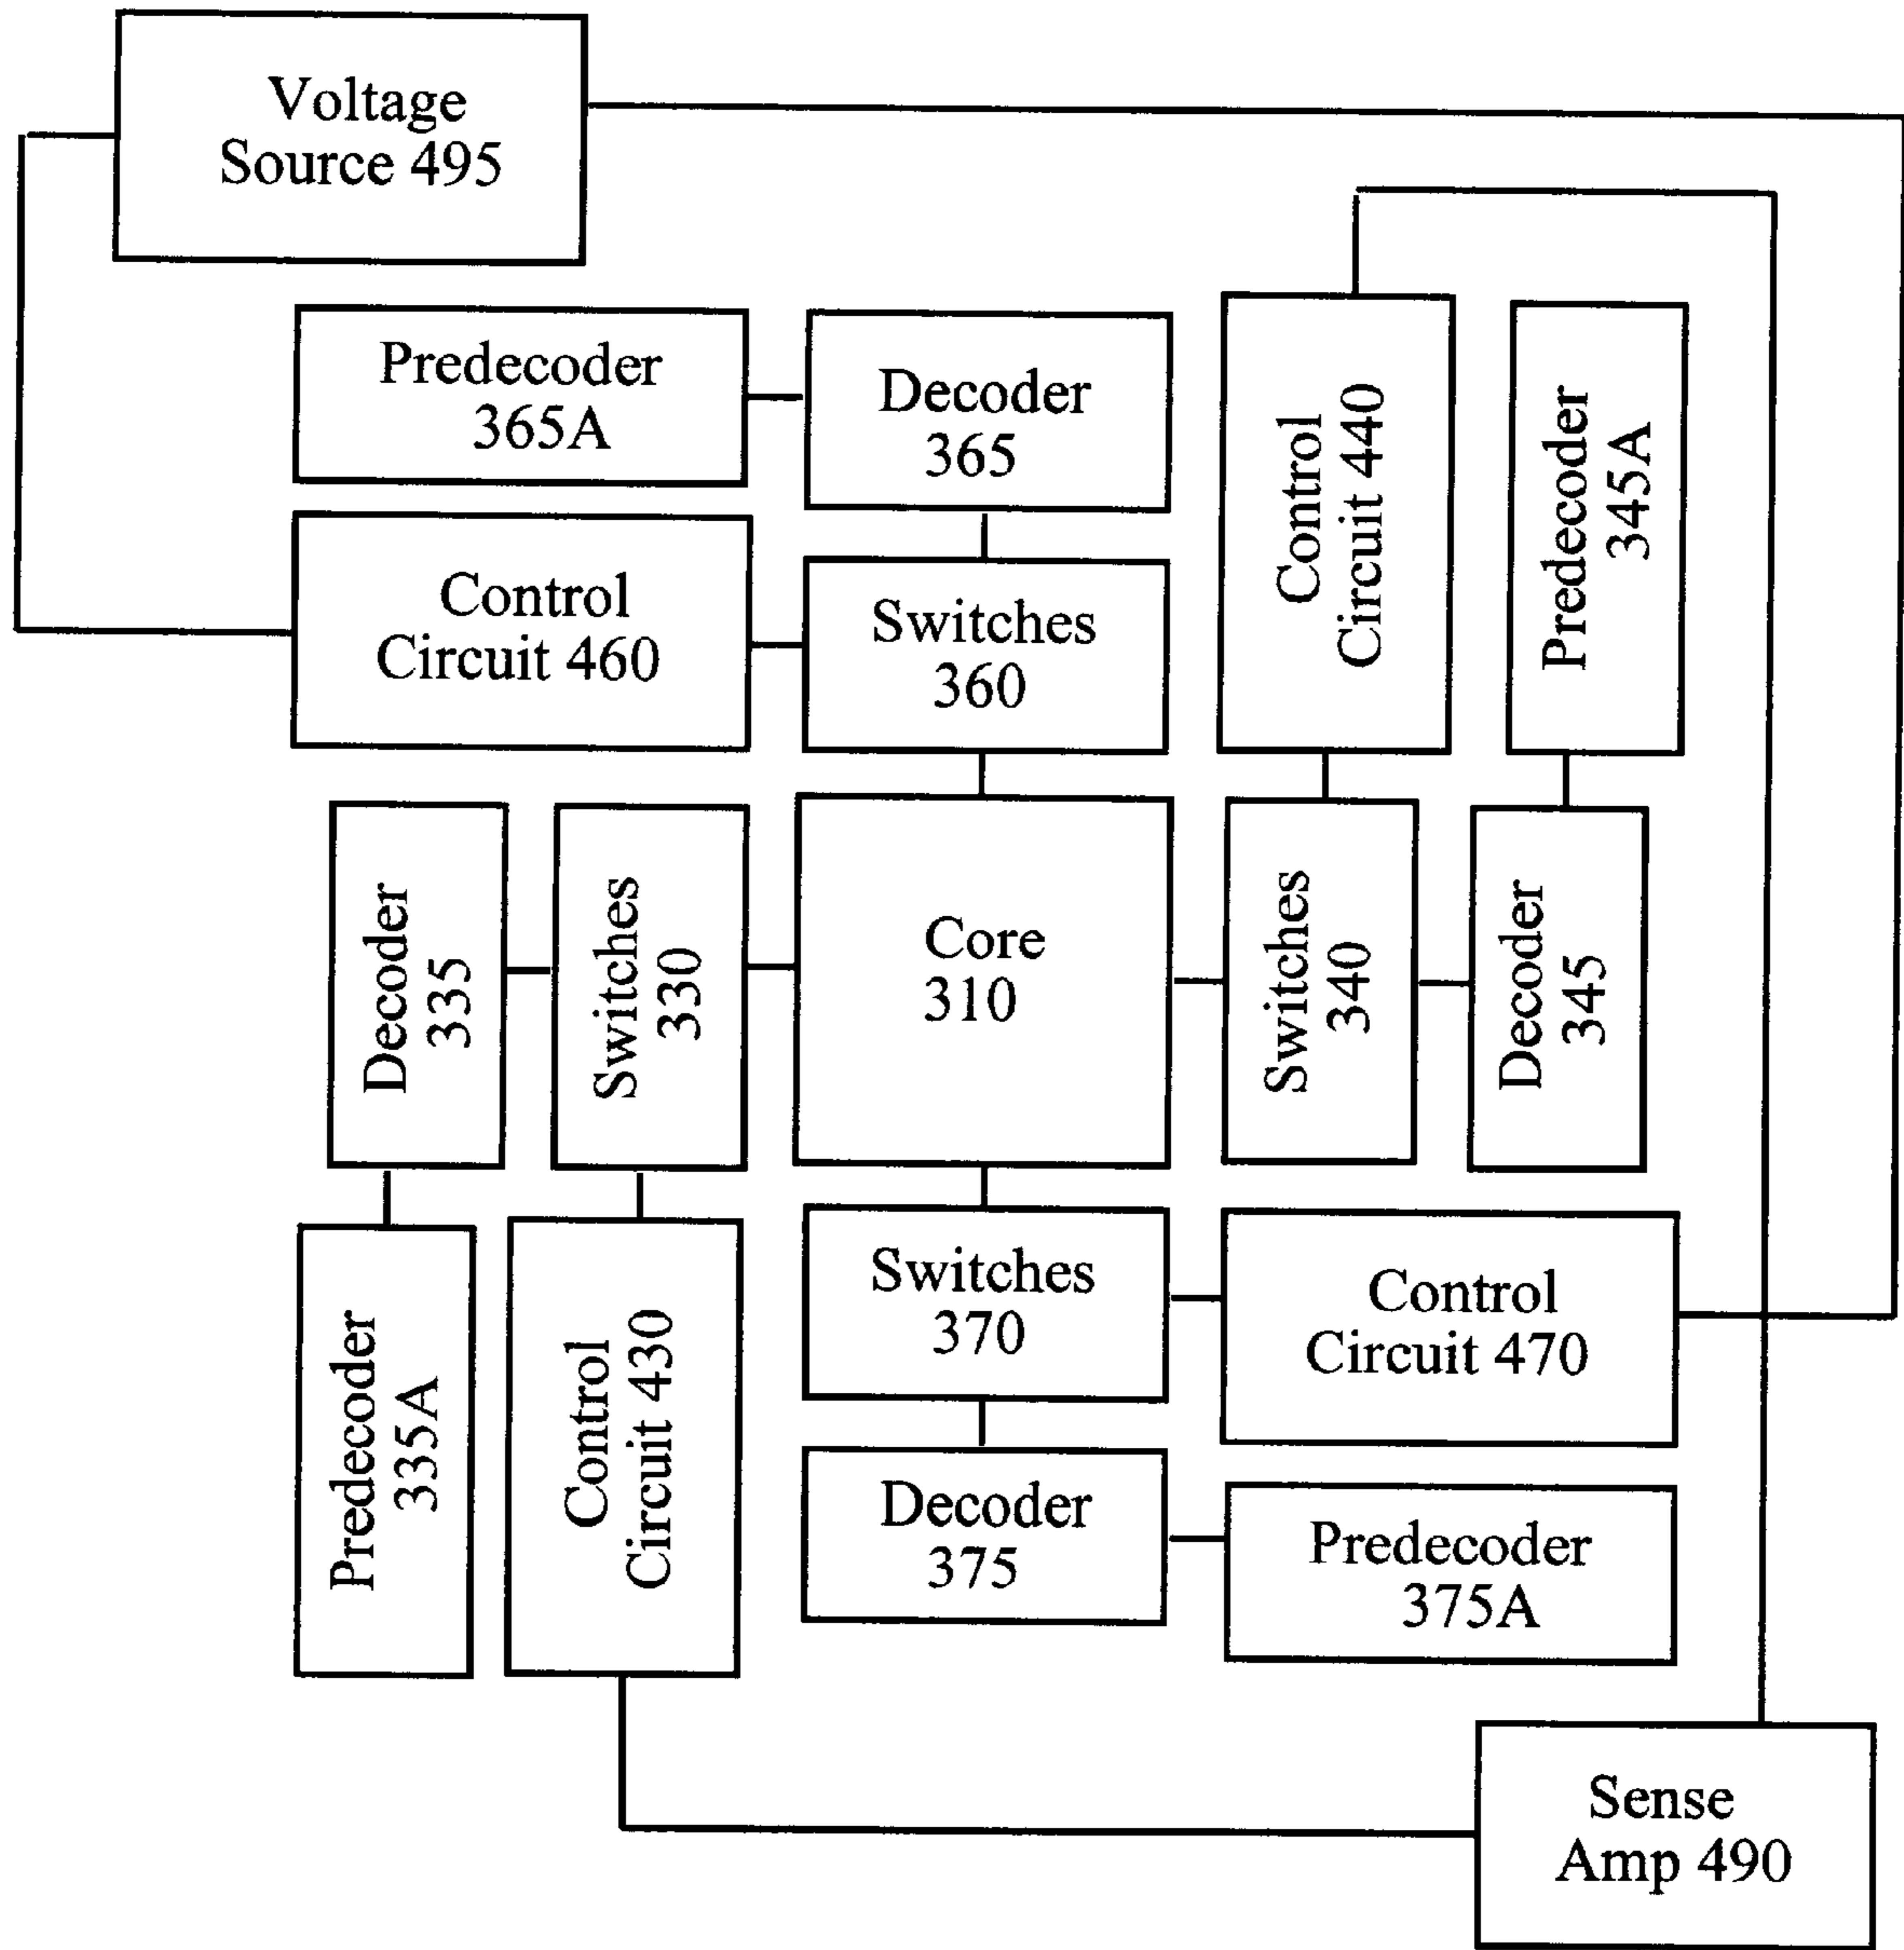 Voltage
Source 495
Predecoder
365A
Decoder
365
Control
Circuit 440
Predecoder
345A
Control
Circuit 460
Switches
360
Decoder
335
Switches
330
Core
310
Switches
340
Decoder
345
Predecoder
335A
Control
Circuit 430
Switches
370
Control
Circuit 470
Decoder
375
Predecoder
375A
Sense
Amp 490